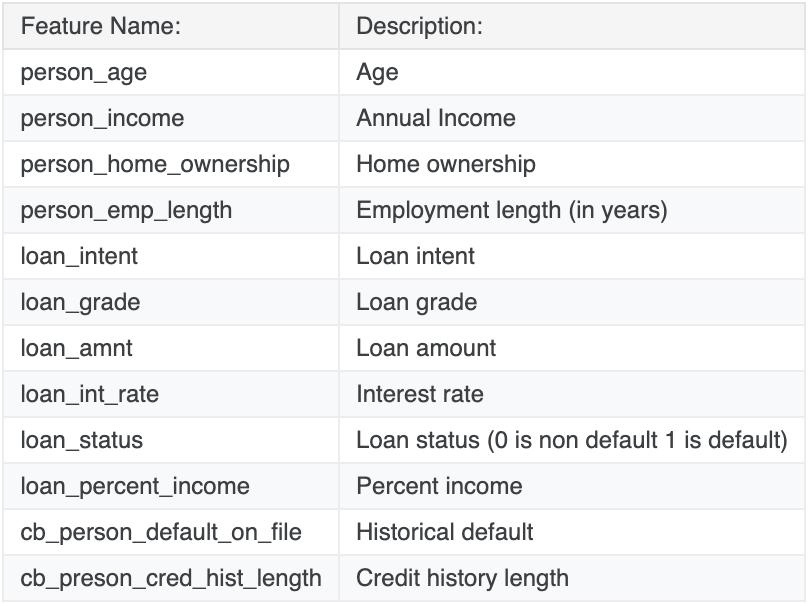 Feature Name: Description:
person_age Age
person_income Annual Income
person_home_ownership Home ownership
person_emp_length Employment length (in years)
loan_intent Loan intent
loan_grade Loan grade
loan_amnt Loan amount
loan_int_rate Interest rate
loan_status Loan status (0 is non default 1 is default)
loan_percent_income Percent income
cb_person_default_on_file Historical default
cb_preson_cred_hist_length Credit history length